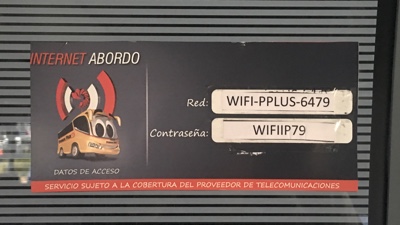 INTERNET ABORDO
Red: WIFI-PPLUS-6479
Contraseña: WIFIIP79
DATOS DE ACCESO
SERVICIO SUJETO A LA COBERTURA DEL PROVEEDOR DE TELECOMUNICACIONES